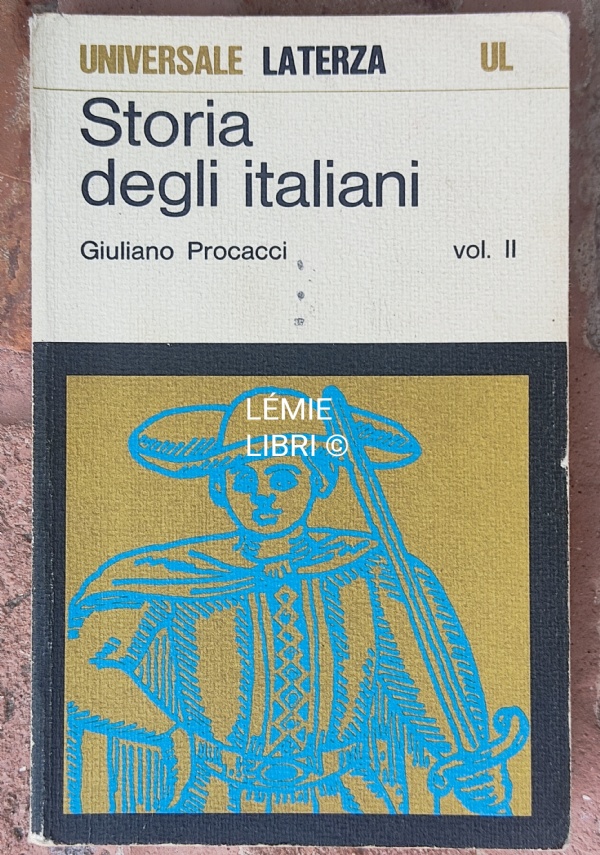 UNIVERSALE LATERZA UL
Storia
degli italiani
Giuliano Procacci vol. II
LÉMIE
LIBRI ©